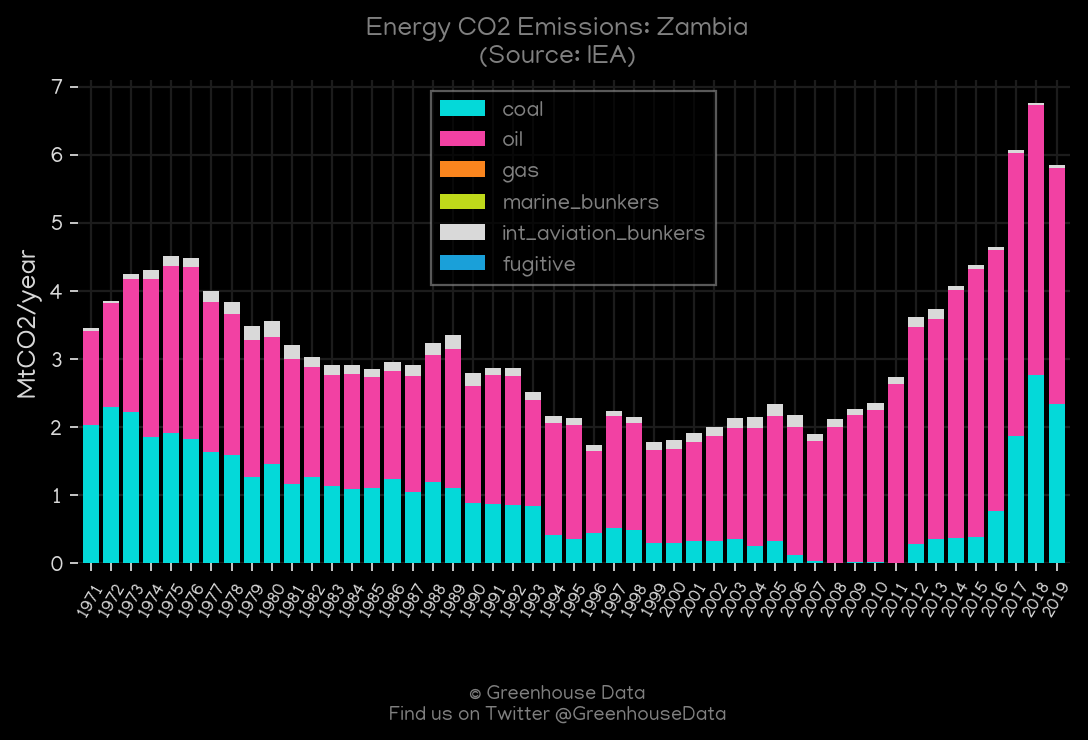 Energy CO2 Emissions: Zambia
(Source: IEA)
MtCO2/year
7
6
5
4
3
2
1
0
coal
oil
gas
marine_bunkers
int_aviation_bunkers
fugitive
1971 1972 1973 1974 1975 1976 1977 1978 1979 1980 1981 1982 1983 1984 1985 1986 1987 1988 1989 1990 1991 1992 1993 1994 1995 1996 1997 1998 1999 2000 2001 2002 2003 2004 2005 2006 2007 2008 2009 2010 2011 2012 2013 2014 2015 2016 2017 2018 2019
© Greenhouse Data
Find us on Twitter @GreenhouseData